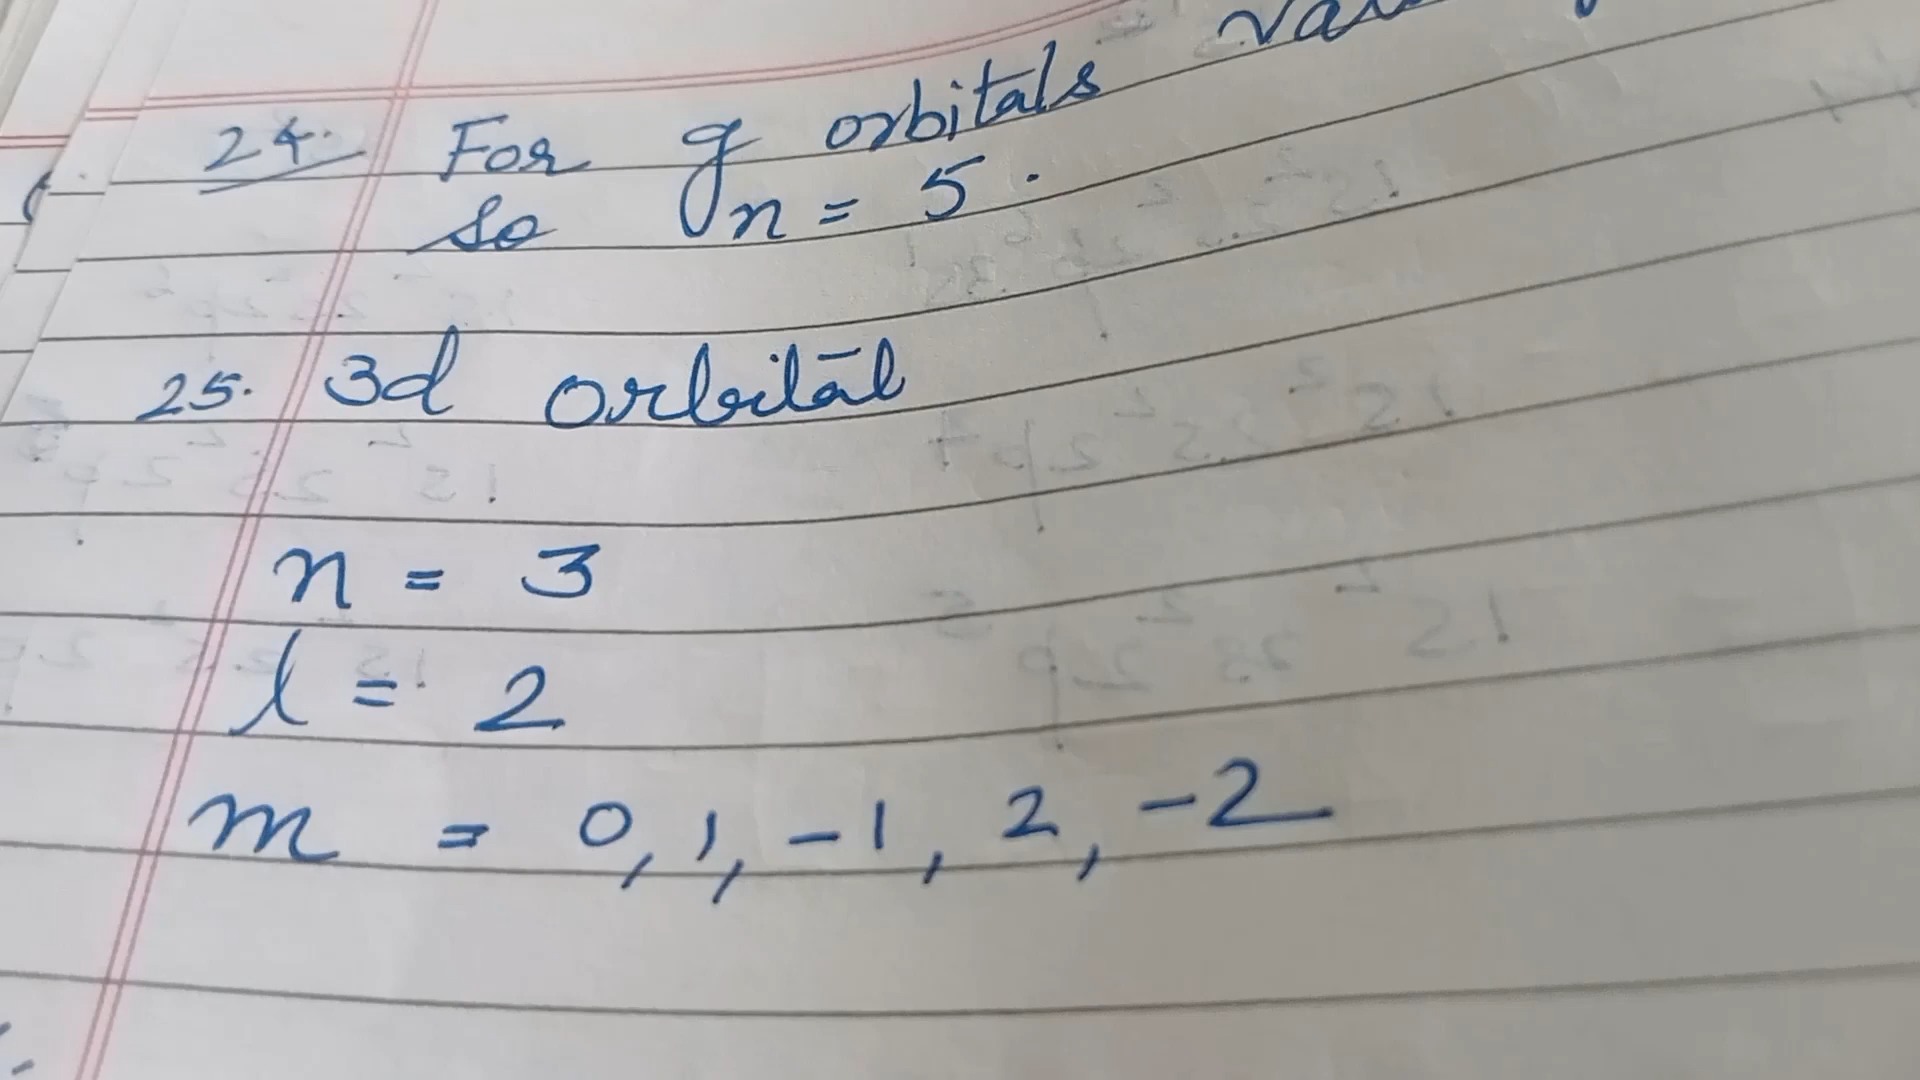 24. For g orbitals
so n = 5.
25. 3d orbital
n = 3
l = 2
m = 0, 1, -1, 2, -2